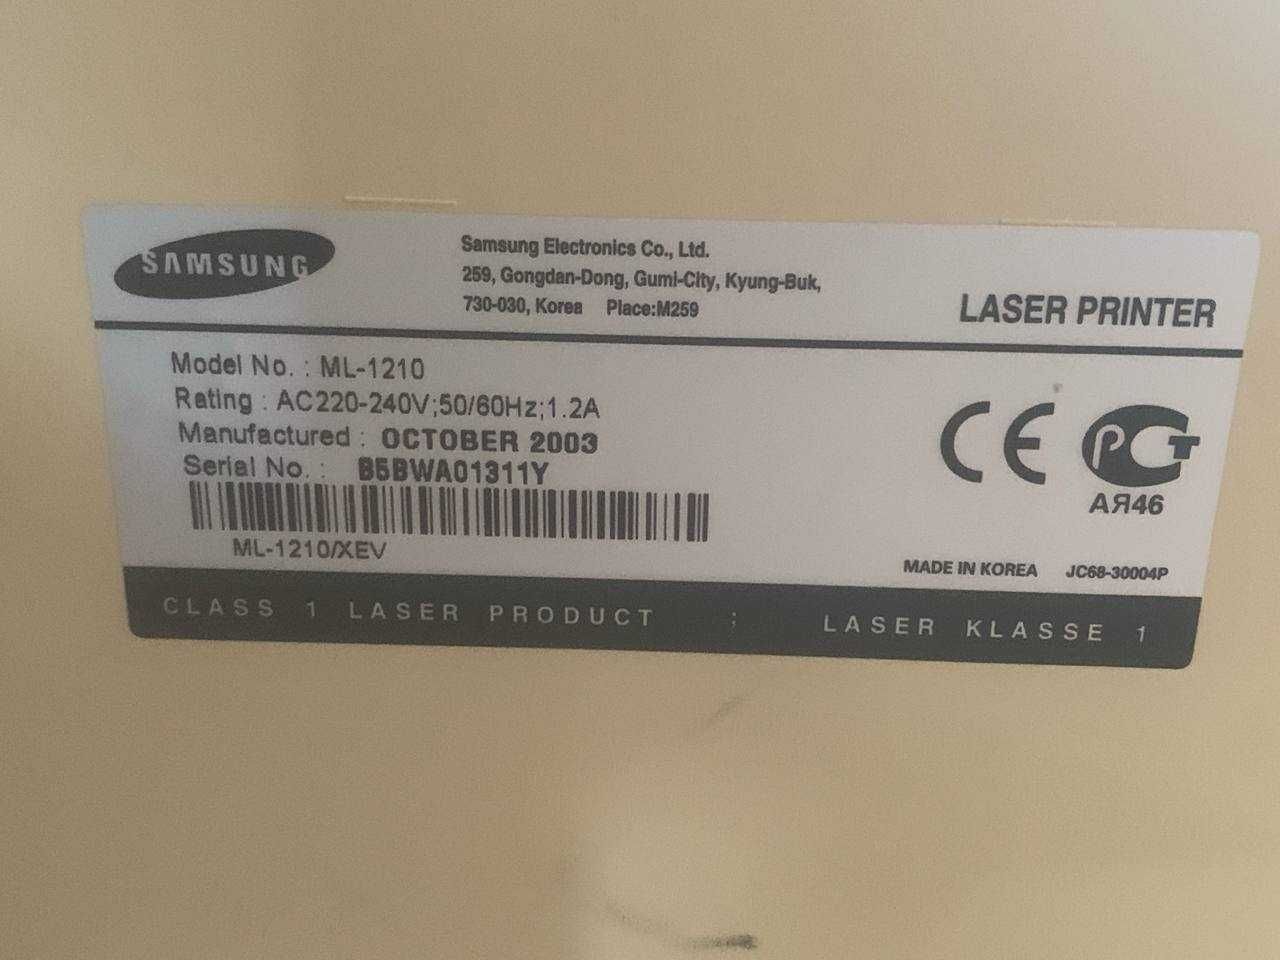 SAMSUNG
Samsung Electronics Co., Ltd.
259, Gongdan-Dong, Gumi-City, Kyung-Buk,
730-030, Korea Place:M259
LASER PRINTER
Model No. : ML-1210
Rating : AC220-240V;50/60Hz;1.2A
Manufactured : OCTOBER 2003
Serial No. : B5BWA01311Y
ML-1210/XEV
CE
РСТ
АЯ46
MADE IN KOREA JC68-30004P
CLASS 1 LASER PRODUCT ; LASER KLASSE 1